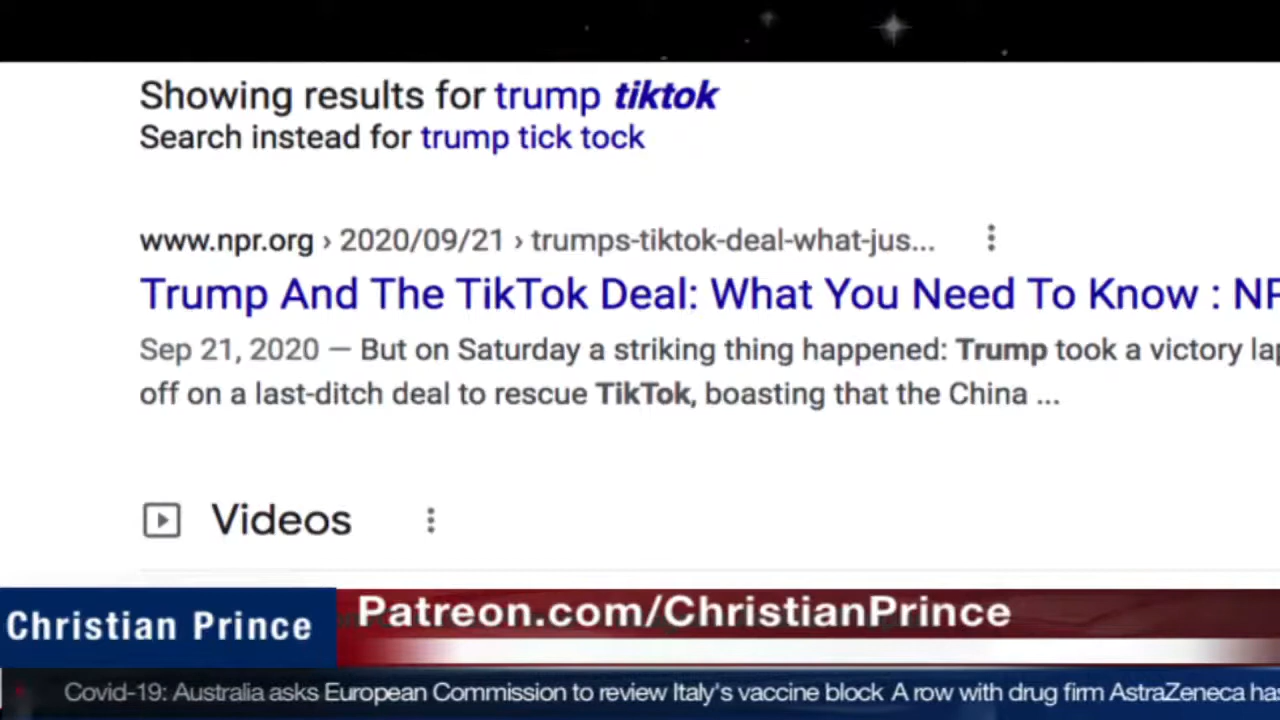 Showing results for trump tiktok
Search instead for trump tick tock
www.npr.org › 2020/09/21 › trumps-tiktok-deal-what-jus...
Trump And The TikTok Deal: What You Need To Know : NP
Sep 21, 2020 — But on Saturday a striking thing happened: Trump took a victory lap
off on a last-ditch deal to rescue TikTok, boasting that the China ...
Videos
Christian Prince
Patreon.com/ChristianPrince
Covid-19: Australia asks European Commission to review Italy's vaccine block A row with drug firm AstraZeneca has